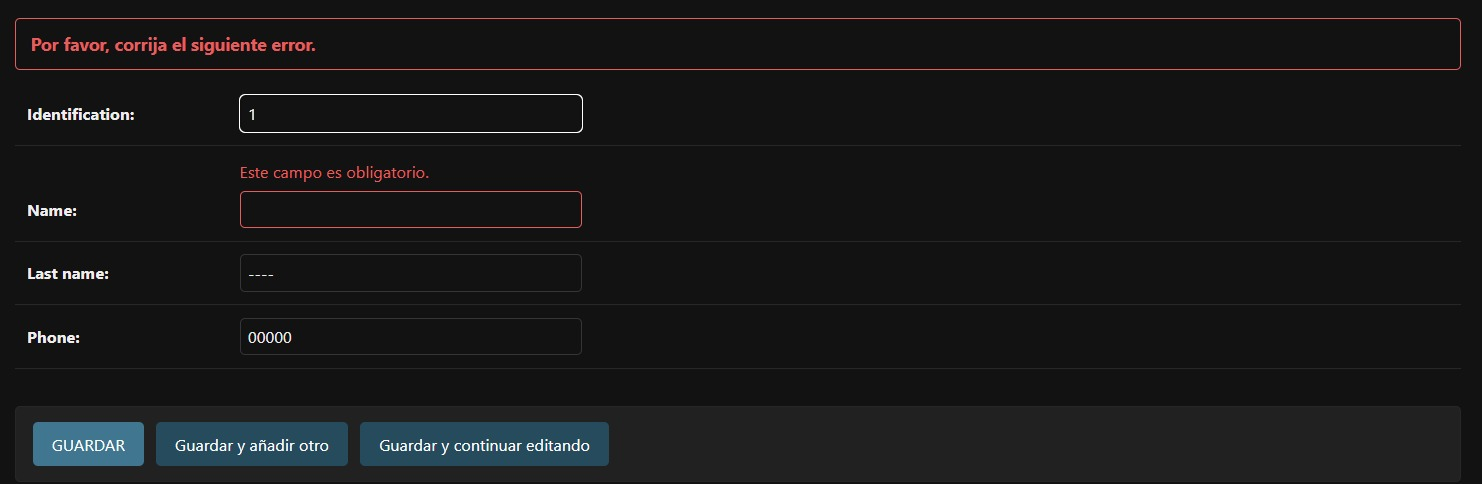 Por favor, corrija el siguiente error.
Identification: 1
Este campo es obligatorio.
Name:
Last name: ----
Phone: 00000
GUARDAR Guardar y añadir otro Guardar y continuar editando